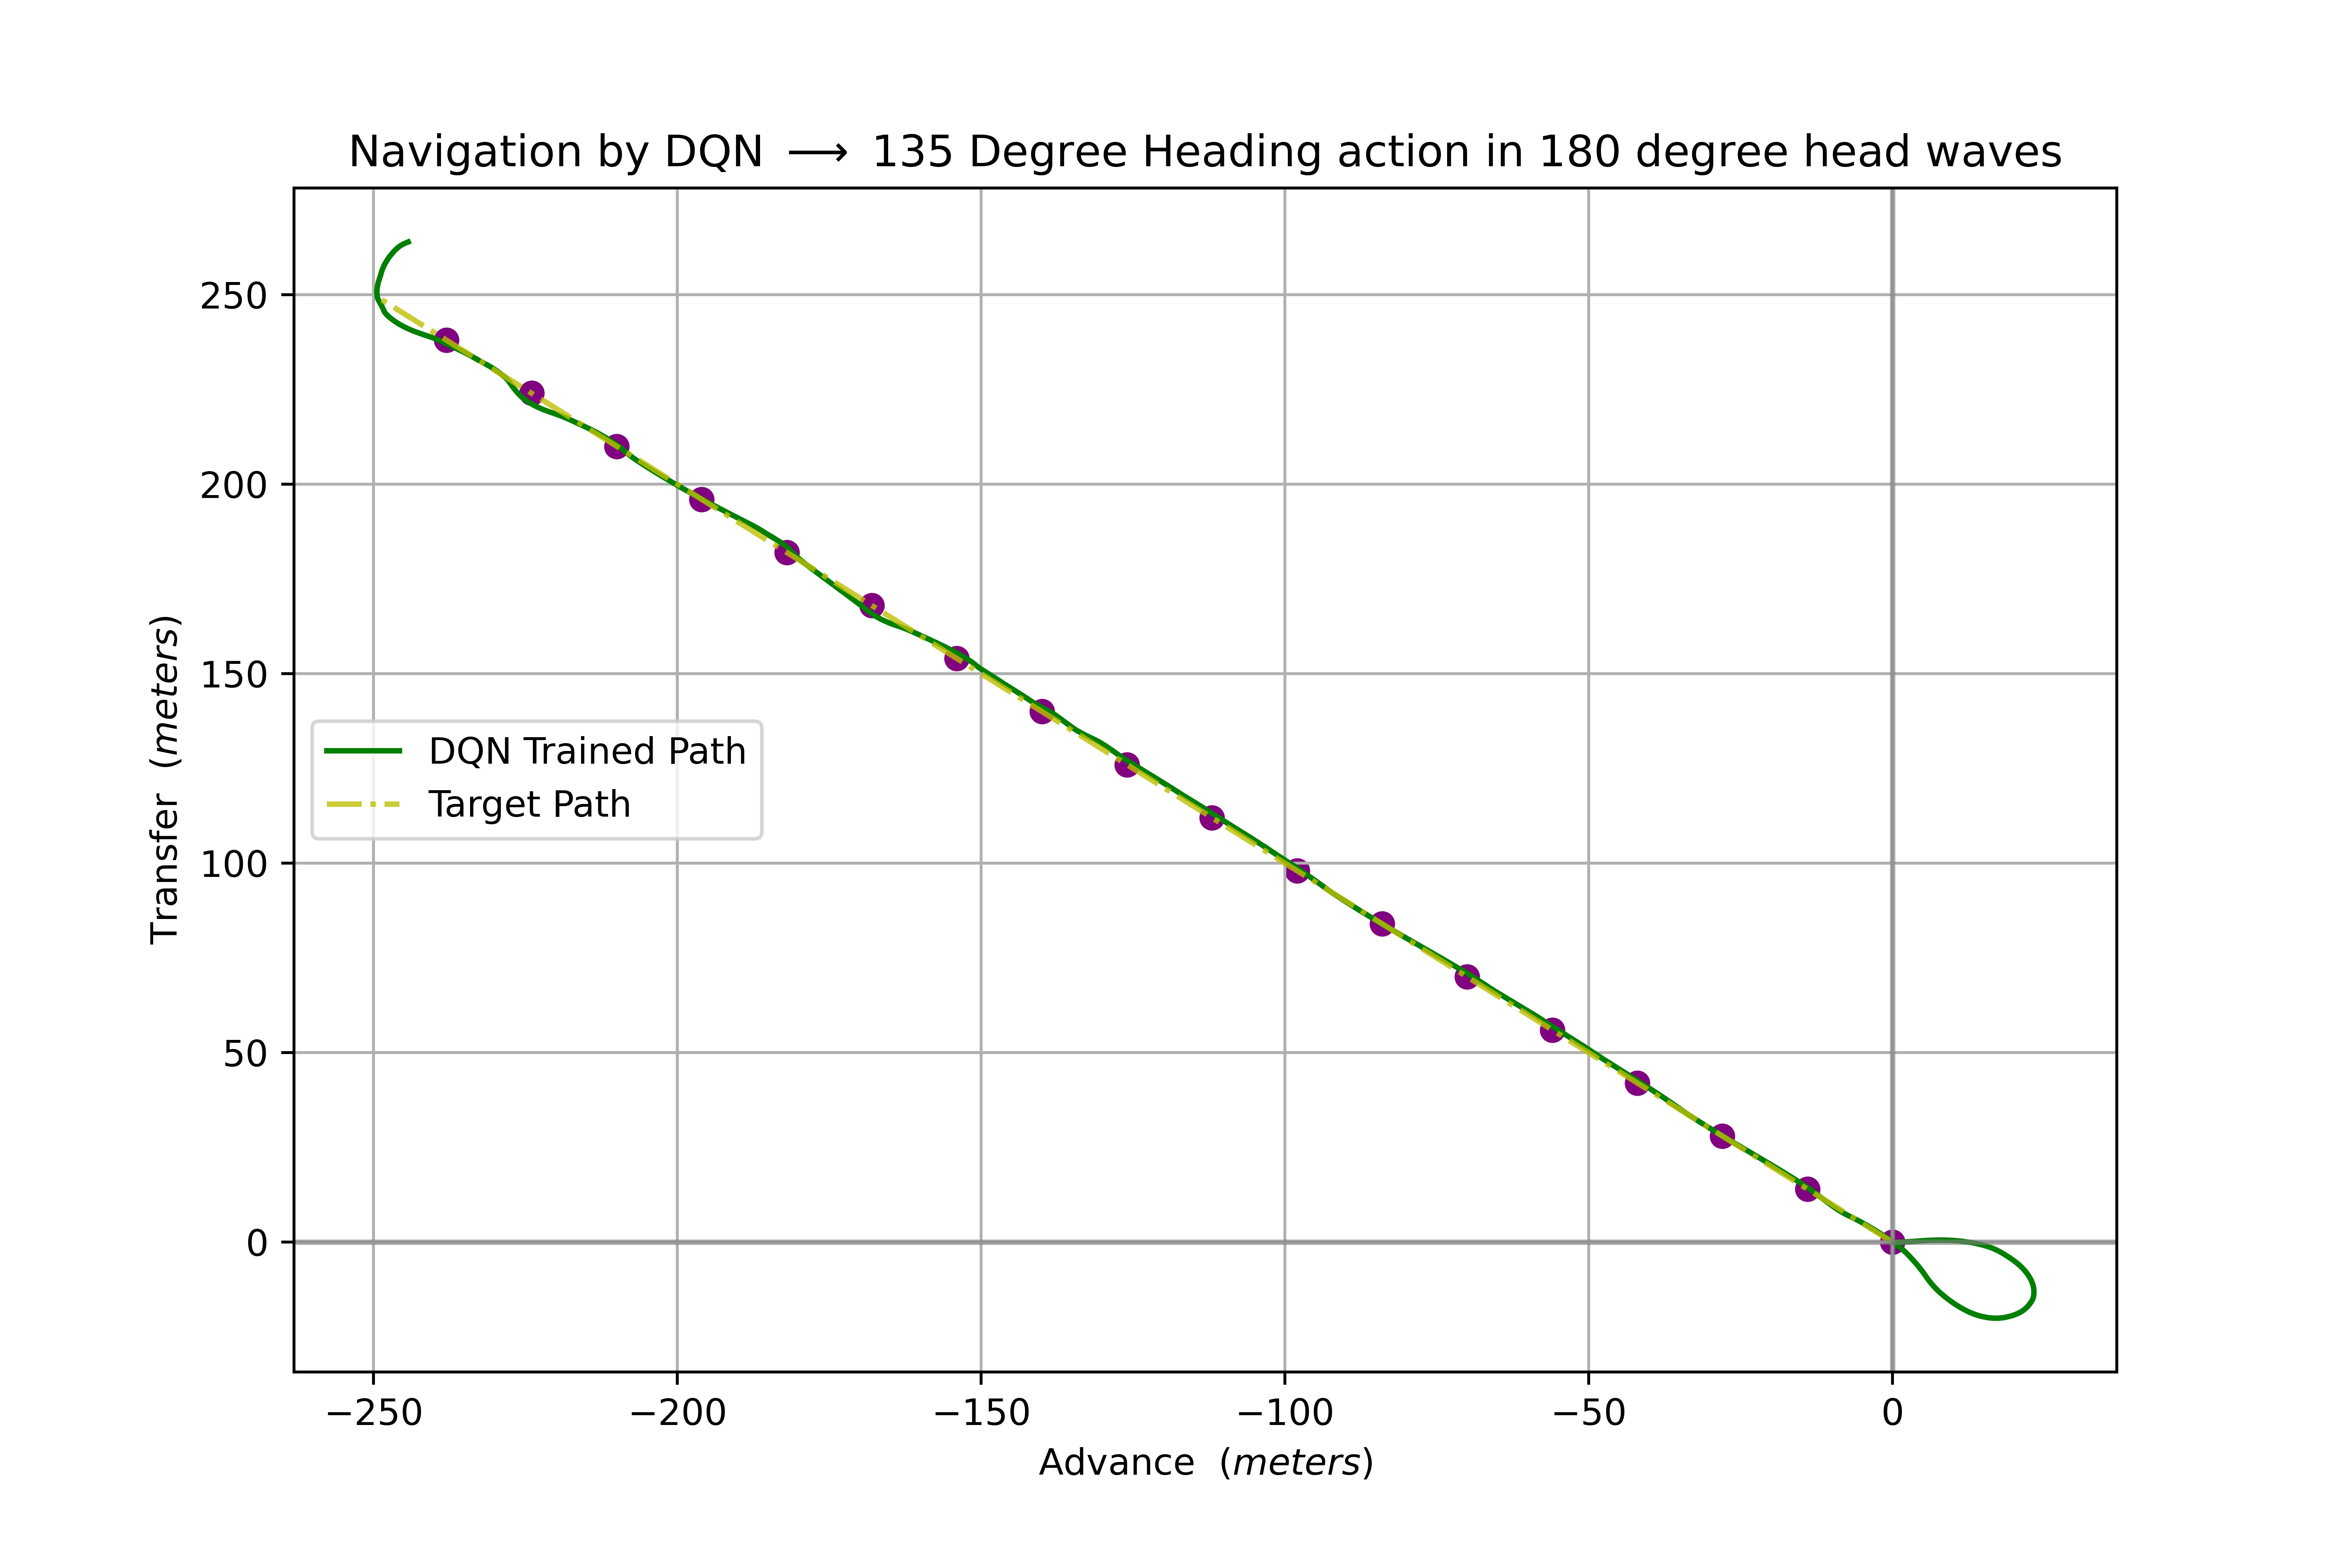 Navigation by DQN ⟶ 135 Degree Heading action in 180 degree head waves
Transfer (meters)
250
200
150
100
50
0
DQN Trained Path
Target Path
−250 −200 −150 −100 −50 0
Advance (meters)